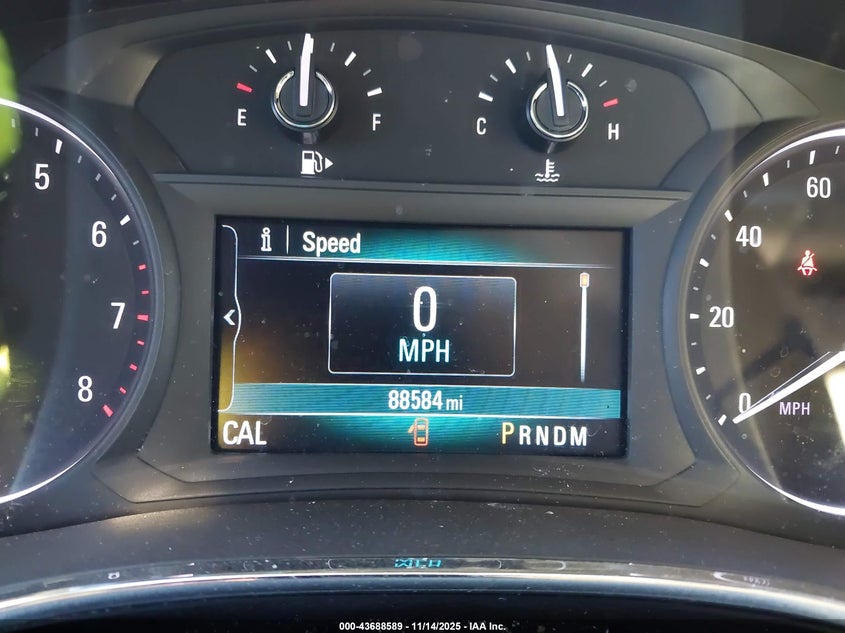 E F
C H
5
6
7
8
60
40
20
0
MPH
i Speed
0
MPH
88584 mi
CAL
PRNDM
000-43688589 - 11/14/2025 - IAA Inc.